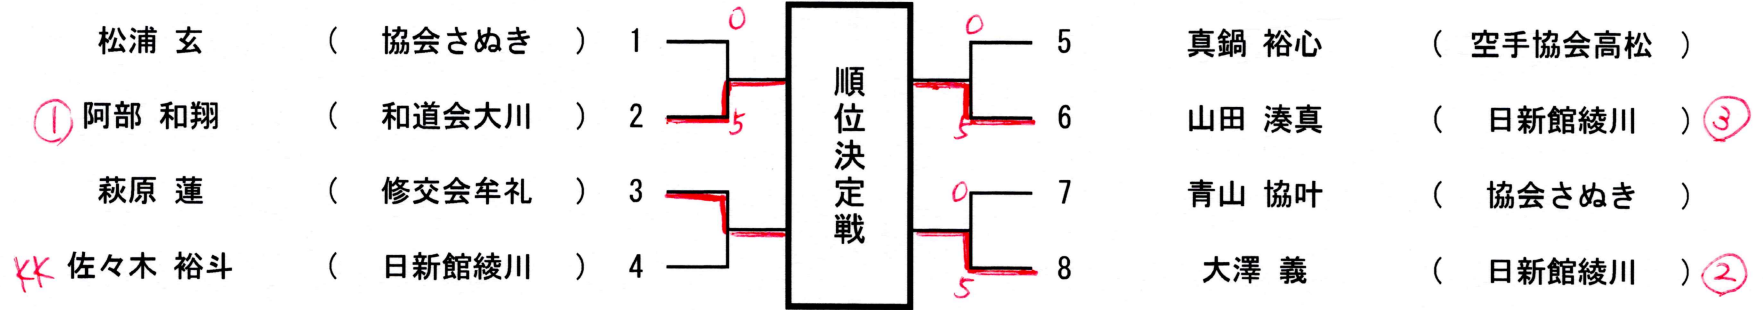 松浦 玄 ( 協会さぬき ) 1 0
① 阿部 和翔 ( 和道会大川 ) 2 5
萩原 蓮 ( 修交会牟礼 ) 3
KK 佐々木 裕斗 ( 日新館綾川 ) 4
順位決定戦
0 5 真鍋 裕心 ( 空手協会高松 )
5 6 山田 湊真 ( 日新館綾川 ) ③
0 7 青山 協叶 ( 協会さぬき )
5 8 大澤 義 ( 日新館綾川 ) ②